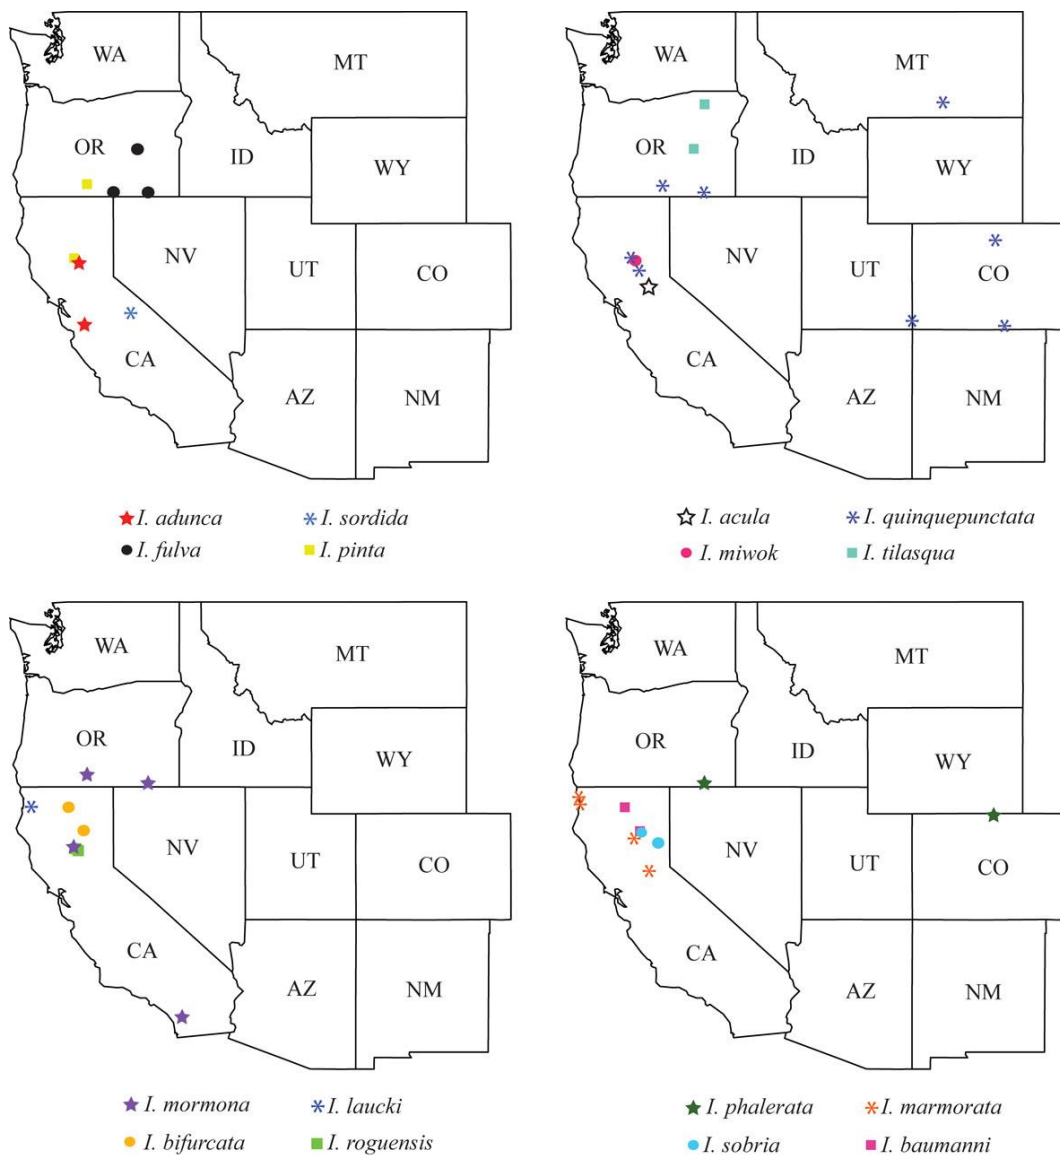 WA
MT
OR
ID
WY
NV
UT
CO
CA
AZ
NM
I. adunca
I. sordida
I. fulva
I. pinta
WA
MT
OR
ID
WY
NV
UT
CO
CA
AZ
NM
I. acula
I. quinquepunctata
I. miwok
I. tilasqua
WA
MT
OR
ID
WY
NV
UT
CO
CA
AZ
NM
I. mormona
I. laucki
I. bifurcata
I. roguensis
WA
MT
OR
ID
WY
NV
UT
CO
CA
AZ
NM
I. phalerata
I. marmorata
I. sobria
I. baumanni